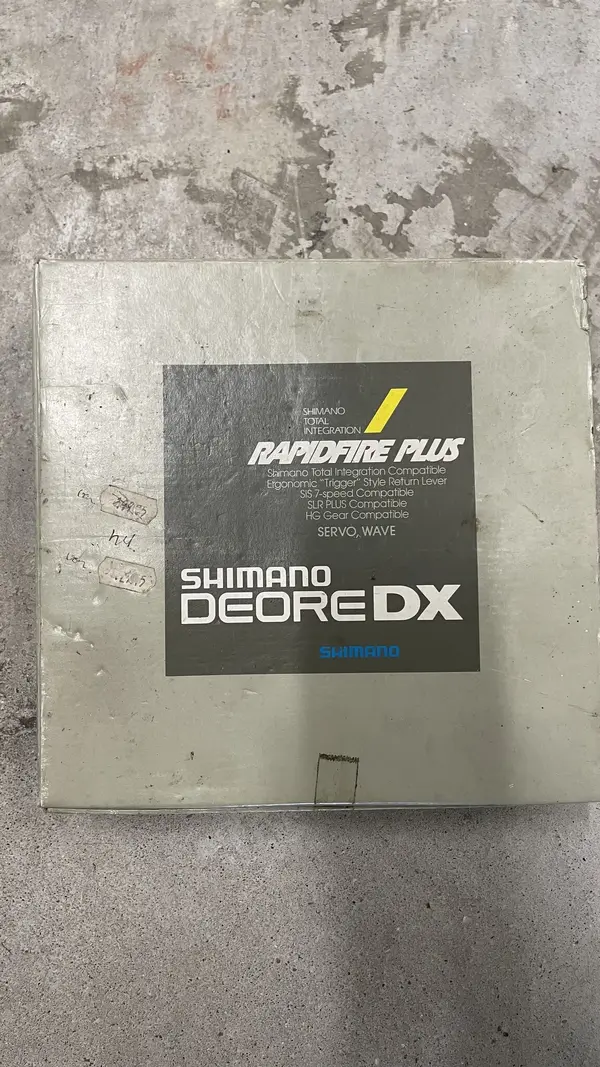 SHIMANO
TOTAL
INTEGRATION
RAPIDFIRE PLUS
Shimano Total Integration Compatible
Ergonomic "Trigger" Style Return Lever
SIS 7-speed Compatible
SLR PLUS Compatible
HG Gear Compatible
SERVO, WAVE
SHIMANO
DEORE DX
SHIMANO